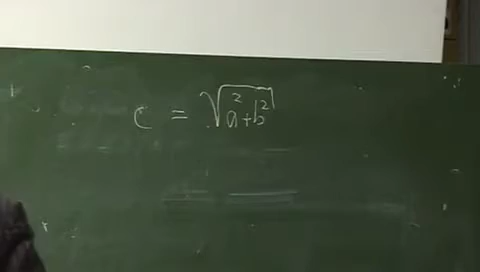 c = √a²+b²